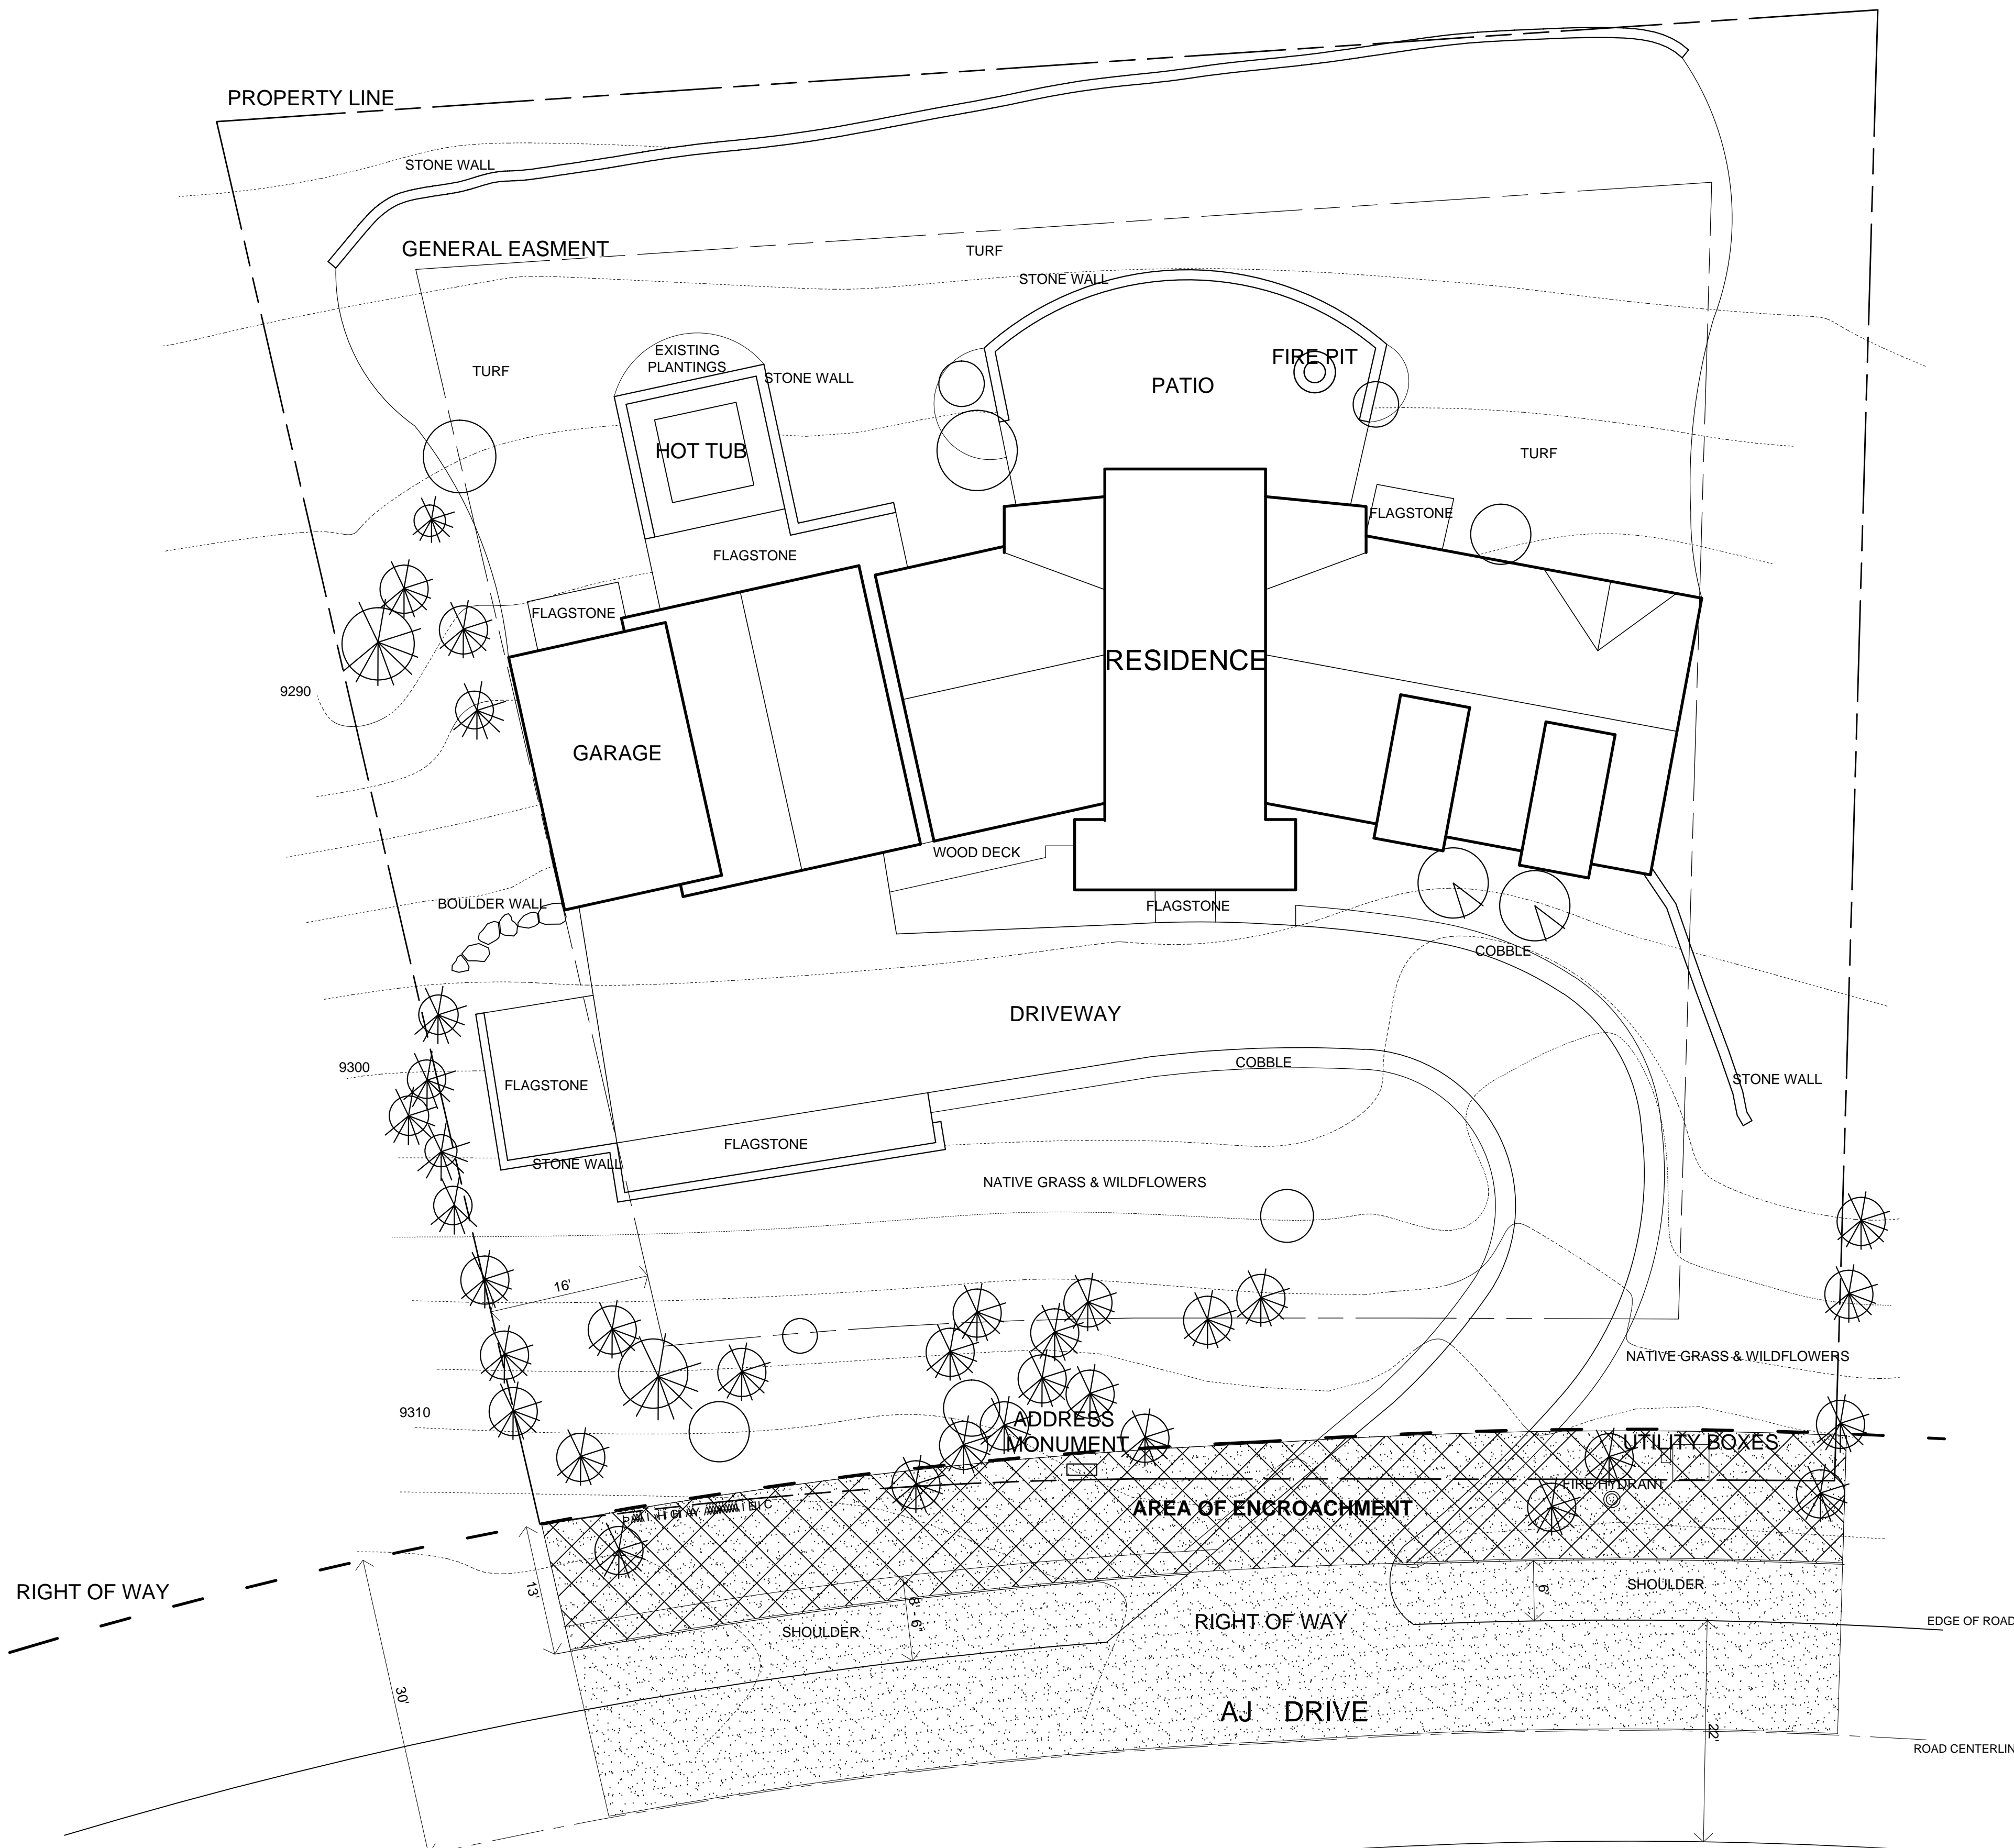 PROPERTY LINE
STONE WALL
GENERAL EASMENT
TURF
STONE WALL
EXISTING
PLANTINGS
TURF
STONE WALL
FIRE PIT
PATIO
HOT TUB
TURF
FLAGSTONE
FLAGSTONE
FLAGSTONE
RESIDENCE
9290
GARAGE
WOOD DECK
BOULDER WALL
FLAGSTONE
COBBLE
DRIVEWAY
COBBLE
9300
FLAGSTONE
STONE WALL
FLAGSTONE
STONE WALL
NATIVE GRASS & WILDFLOWERS
16'
NATIVE GRASS & WILDFLOWERS
9310
ADDRESS
MONUMENT
UTILITY BOXES
FIRE HYDRANT
AREA OF ENCROACHMENT
RIGHT OF WAY
13'
8' 6"
6'
SHOULDER
SHOULDER
RIGHT OF WAY
EDGE OF ROAD
30'
AJ DRIVE
22'
ROAD CENTERLIN